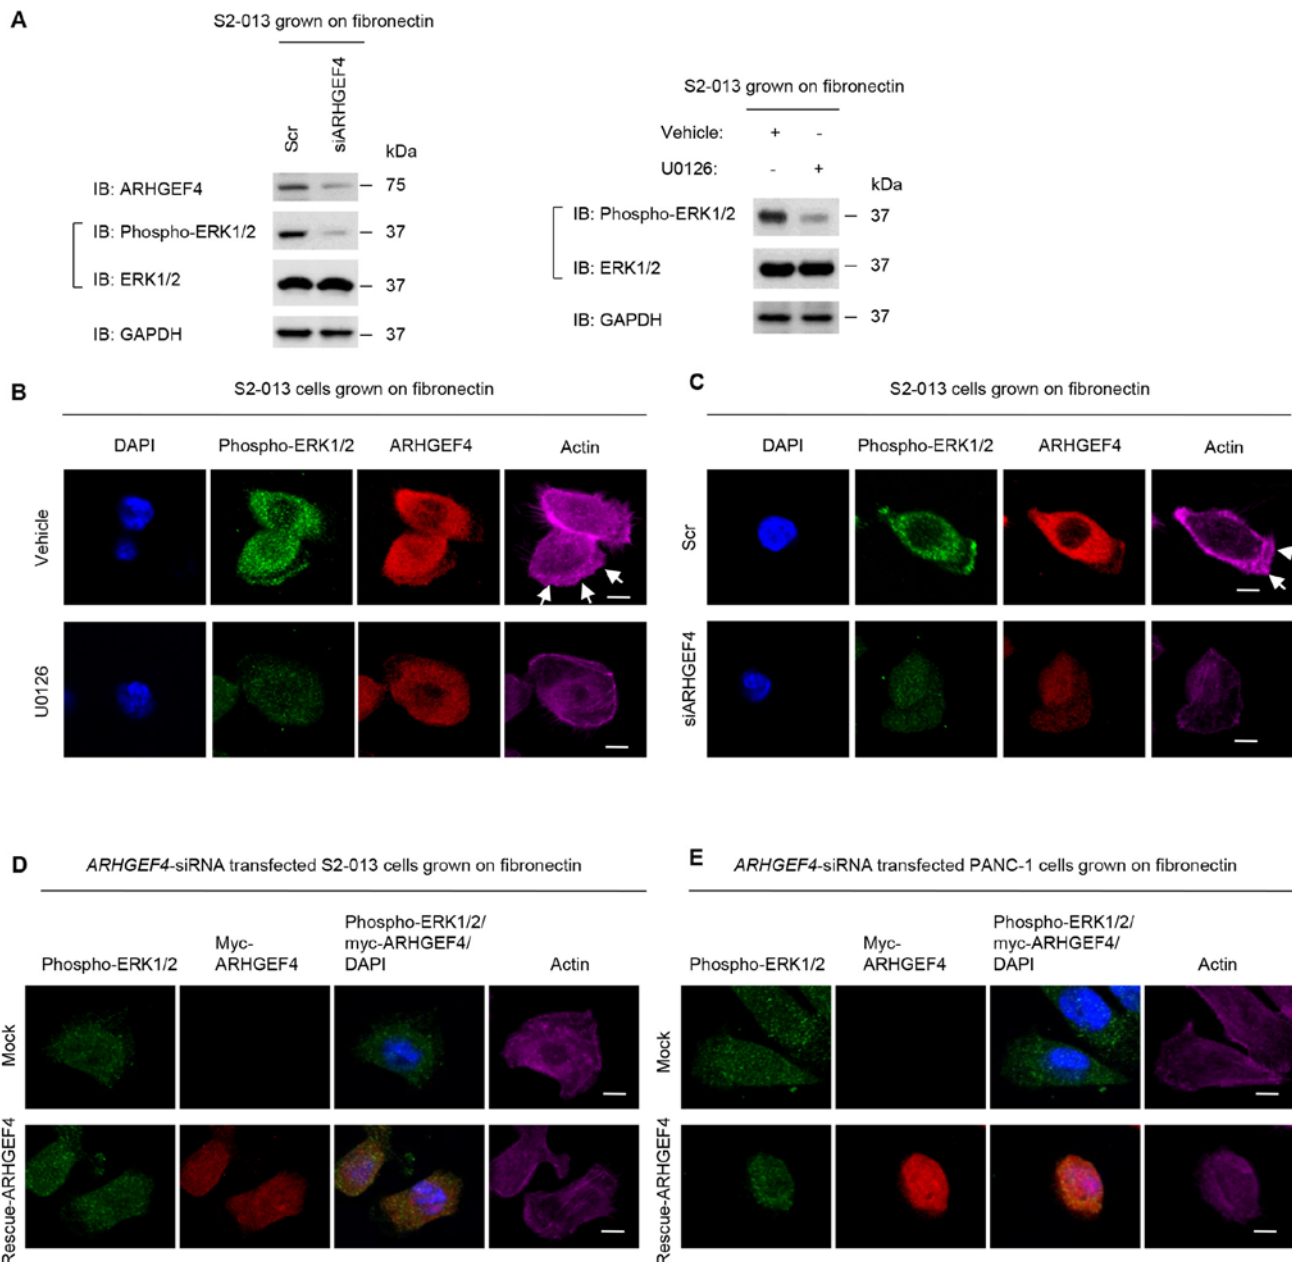 A
S2-013 grown on fibronectin
Scr
siARHGEF4
kDa
IB: ARHGEF4
75
IB: Phospho-ERK1/2
37
IB: ERK1/2
37
IB: GAPDH
37
S2-013 grown on fibronectin
Vehicle: + -
U0126: - +
kDa
IB: Phospho-ERK1/2
37
IB: ERK1/2
37
IB: GAPDH
37
B
S2-013 cells grown on fibronectin
DAPI Phospho-ERK1/2 ARHGEF4 Actin
Vehicle
U0126
C
S2-013 cells grown on fibronectin
DAPI Phospho-ERK1/2 ARHGEF4 Actin
Scr
siARHGEF4
D
ARHGEF4-siRNA transfected S2-013 cells grown on fibronectin
Phospho-ERK1/2
Myc-
ARHGEF4
Phospho-ERK1/2/
myc-ARHGEF4/
DAPI
Actin
Mock
Rescue-ARHGEF4
E
ARHGEF4-siRNA transfected PANC-1 cells grown on fibronectin
Phospho-ERK1/2
Myc-
ARHGEF4
Phospho-ERK1/2/
myc-ARHGEF4/
DAPI
Actin
Mock
Rescue-ARHGEF4